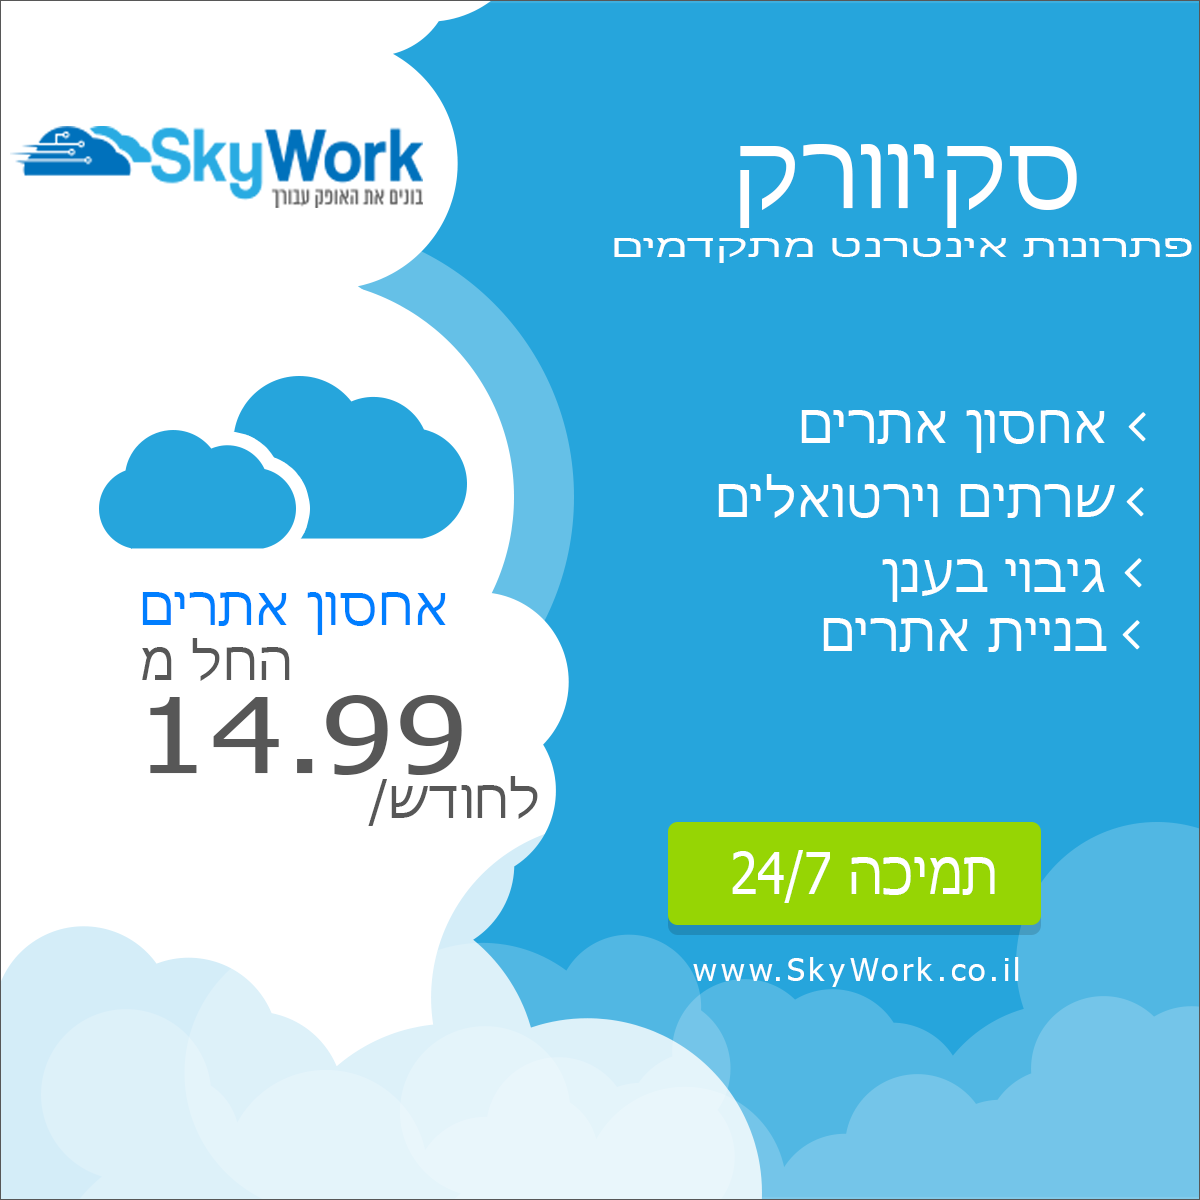 SkyWork
בונים את האופק עבורך
סקיוורק
פתרונות אינטרנט מתקדמים
אחסון אתרים
שרתים וירטואלים
גיבוי בענן
בניית אתרים
אחסון אתרים
החל מ
14.99
לחודש/
תמיכה 24/7
www.SkyWork.co.il